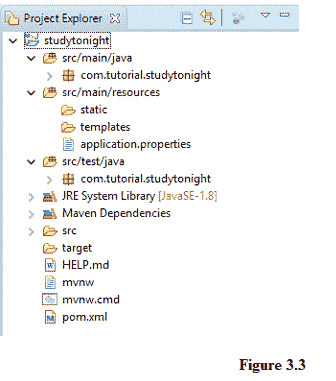 Project Explorer
studytonight
src/main/java
com.tutorial.studytonight
src/main/resources
static
templates
application.properties
src/test/java
com.tutorial.studytonight
JRE System Library [JavaSE-1.8]
Maven Dependencies
src
target
HELP.md
mvnw
mvnw.cmd
pom.xml
Figure 3.3